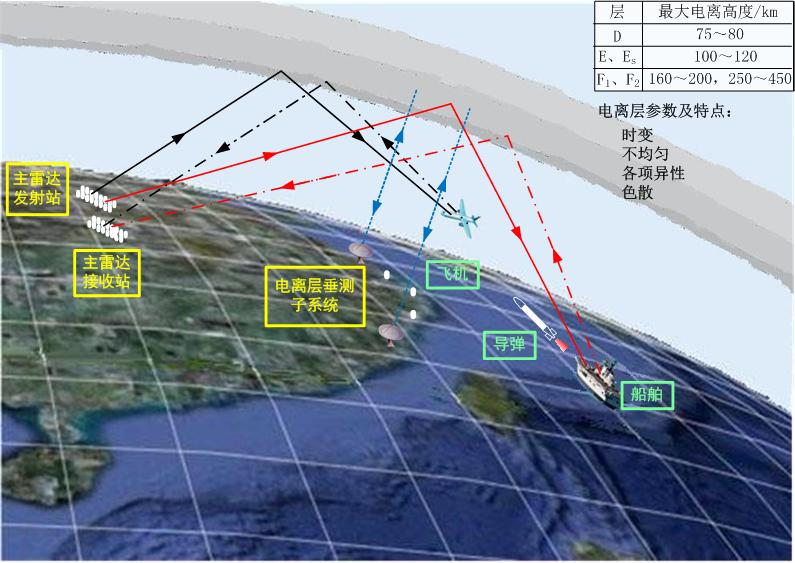 层 最大电离高度/km
D 75～80
E、Es 100～120
F1、F2 160～200，250～450
电离层参数及特点：
时变
不均匀
各项异性
色散
主雷达
发射站
主雷达
接收站
电离层垂测
子系统
飞机
导弹
船舶